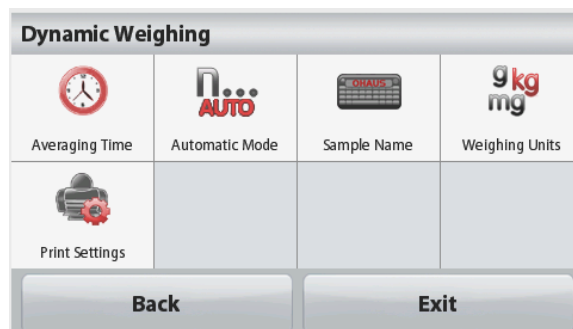 Dynamic Weighing
n... AUTO
OHAUS
g kg
mg
Averaging Time
Automatic Mode
Sample Name
Weighing Units
Print Settings
Back
Exit